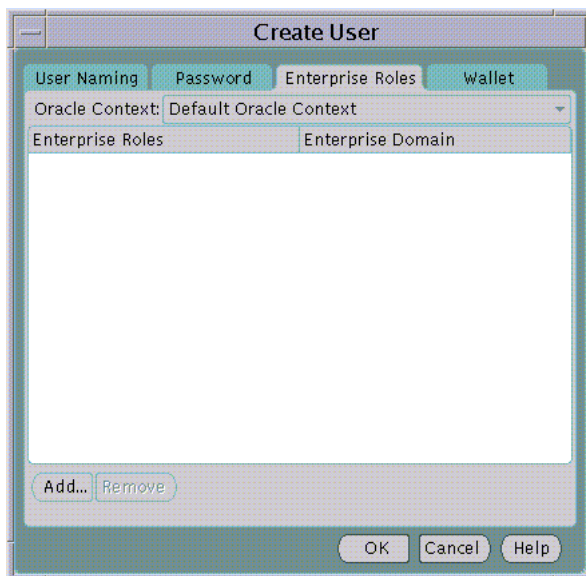 Create User
User Naming Password Enterprise Roles Wallet
Oracle Context: Default Oracle Context
Enterprise Roles Enterprise Domain
Add... Remove
OK Cancel Help